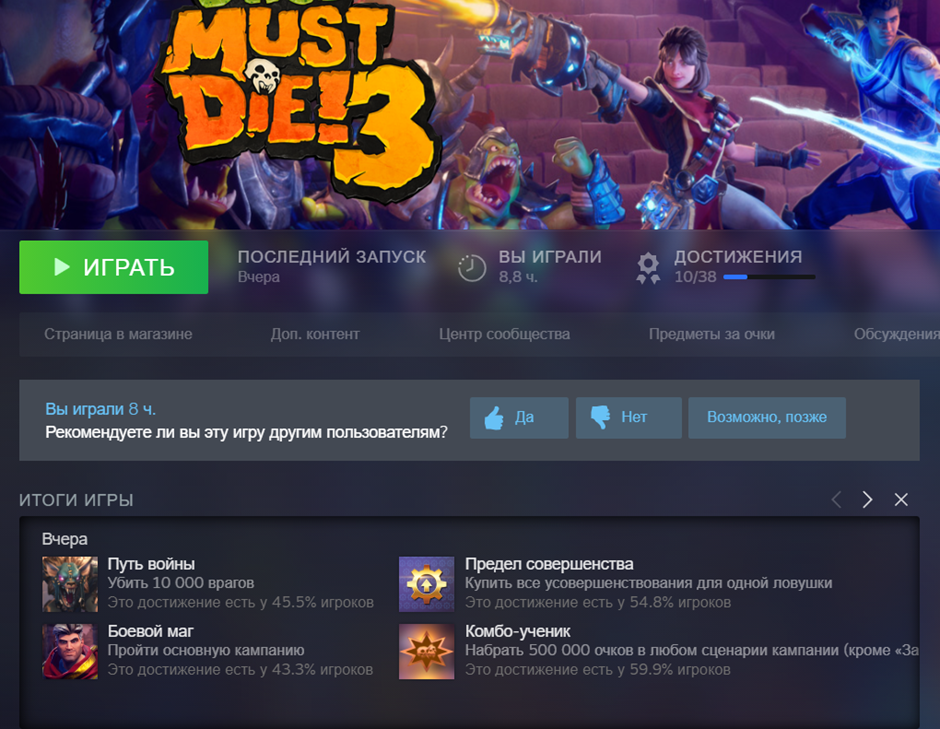 MUST
DIE! 3
ИГРАТЬ
ПОСЛЕДНИЙ ЗАПУСК
Вчера
ВЫ ИГРАЛИ
8,8 ч.
ДОСТИЖЕНИЯ
10/38
Страница в магазине
Доп. контент
Центр сообщества
Предметы за очки
Обсуждения
Вы играли 8 ч.
Рекомендуете ли вы эту игру другим пользователям?
Да
Нет
Возможно, позже
ИТОГИ ИГРЫ
Вчера
Путь войны
Убить 10 000 врагов
Это достижение есть у 45.5% игроков
Предел совершенства
Купить все усовершенствования для одной ловушки
Это достижение есть у 54.8% игроков
Боевой маг
Пройти основную кампанию
Это достижение есть у 43.3% игроков
Комбо-ученик
Набрать 500 000 очков в любом сценарии кампании (кроме «За
Это достижение есть у 59.9% игроков